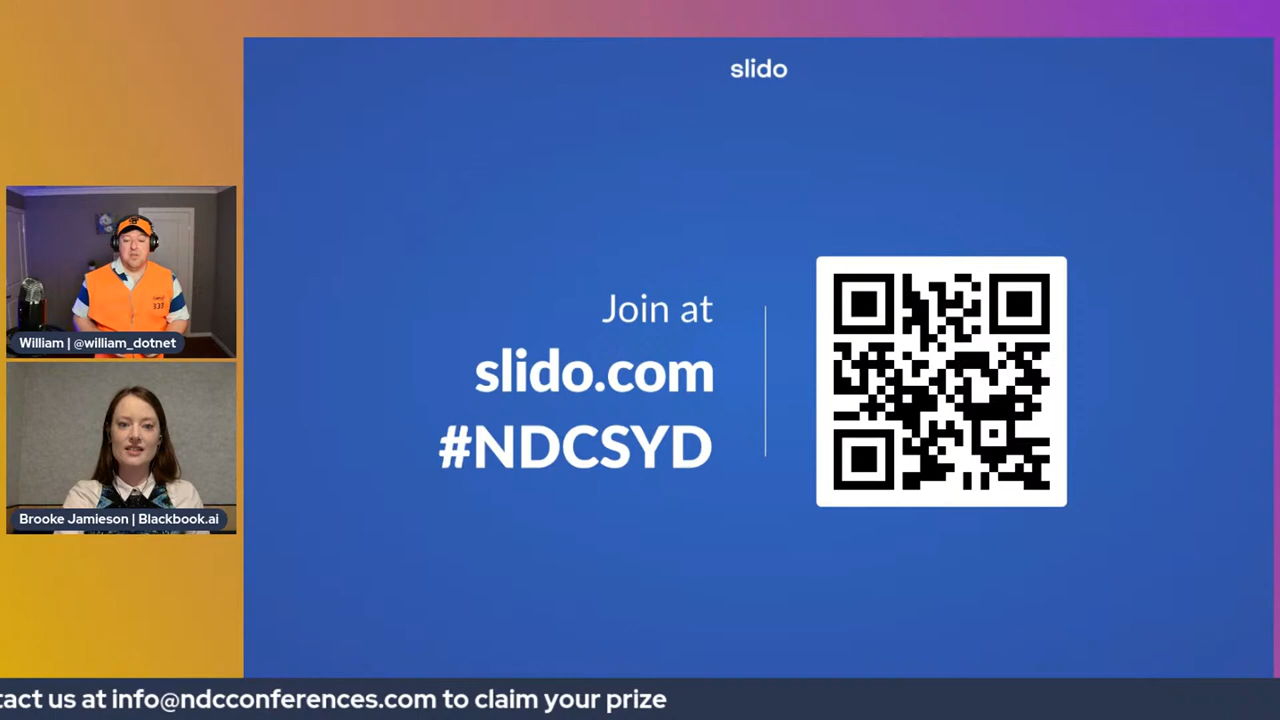 slido
Join at
slido.com
#NDCSYD
William | @william_dotnet
Brooke Jamieson | Blackbook.ai
tact us at info@ndcconferences.com to claim your prize